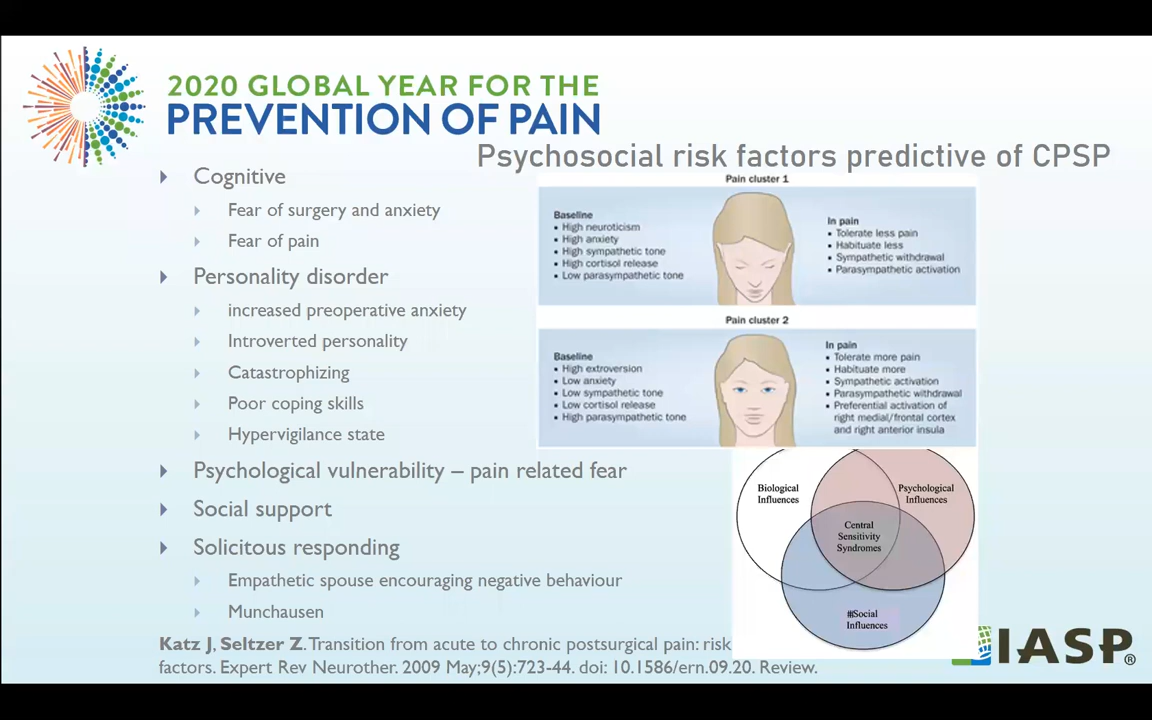 2020 GLOBAL YEAR FOR THE
PREVENTION OF PAIN
Psychosocial risk factors predictive of CPSP
Cognitive
Fear of surgery and anxiety
Fear of pain
Personality disorder
increased preoperative anxiety
Introverted personality
Catastrophizing
Poor coping skills
Hypervigilance state
Psychological vulnerability – pain related fear
Social support
Solicitous responding
Empathetic spouse encouraging negative behaviour
Munchausen
Katz J, Seltzer Z. Transition from acute to chronic postsurgical pain: risk
factors. Expert Rev Neurother. 2009 May;9(5):723-44. doi: 10.1586/ern.09.20. Review.
Pain cluster 1
Baseline
• High neuroticism
• High anxiety
• High sympathetic tone
• High cortisol release
• Low parasympathetic tone
In pain
• Tolerate less pain
• Habituate less
• Sympathetic withdrawal
• Parasympathetic activation
Pain cluster 2
Baseline
• High extroversion
• Low anxiety
• Low sympathetic tone
• Low cortisol release
• High parasympathetic tone
In pain
• Tolerate more pain
• Habituate more
• Sympathetic activation
• Parasympathetic withdrawal
• Preferential activation of
right medial/frontal cortex
and right anterior insula
Biological
Influences
Psychological
Influences
Central
Sensitivity
Syndromes
#Social
Influences
IASP®